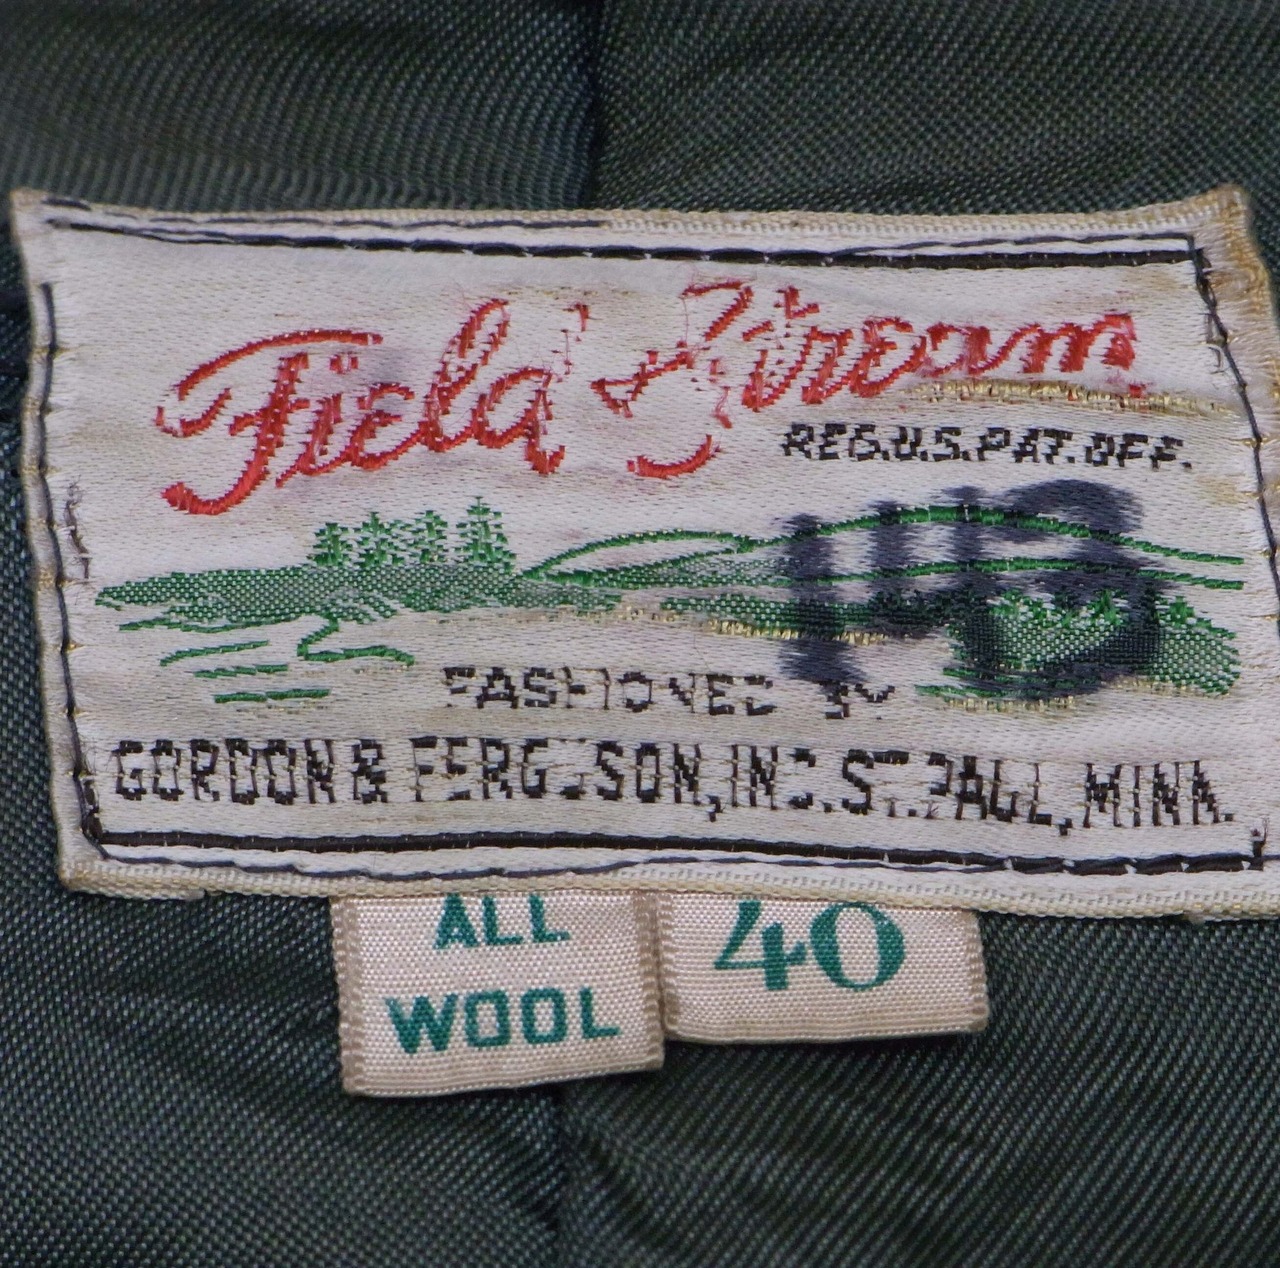 Field & Stream
REG.U.S.PAT.OFF.
FASHIONED BY
GORDON & FERGUSON, INC. ST. PAUL, MINN.
ALL
WOOL
40